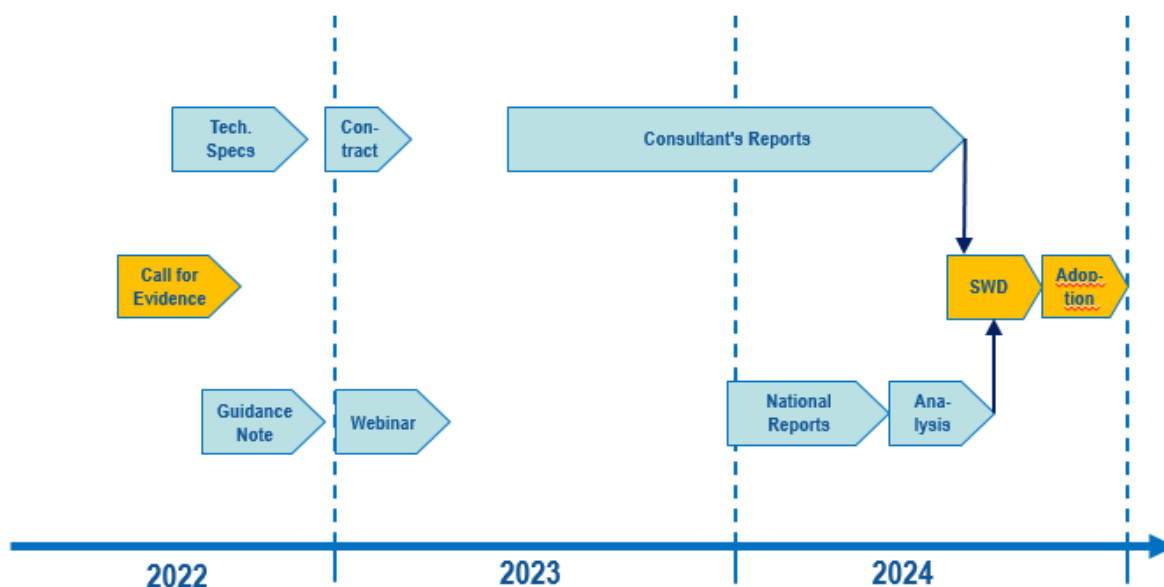 Tech.
Specs
Con-
tract
Consultant's Reports
Call for
Evidence
SWD
Adop-
tion
Guidance
Note
Webinar
National
Reports
Ana-
lysis
2022
2023
2024